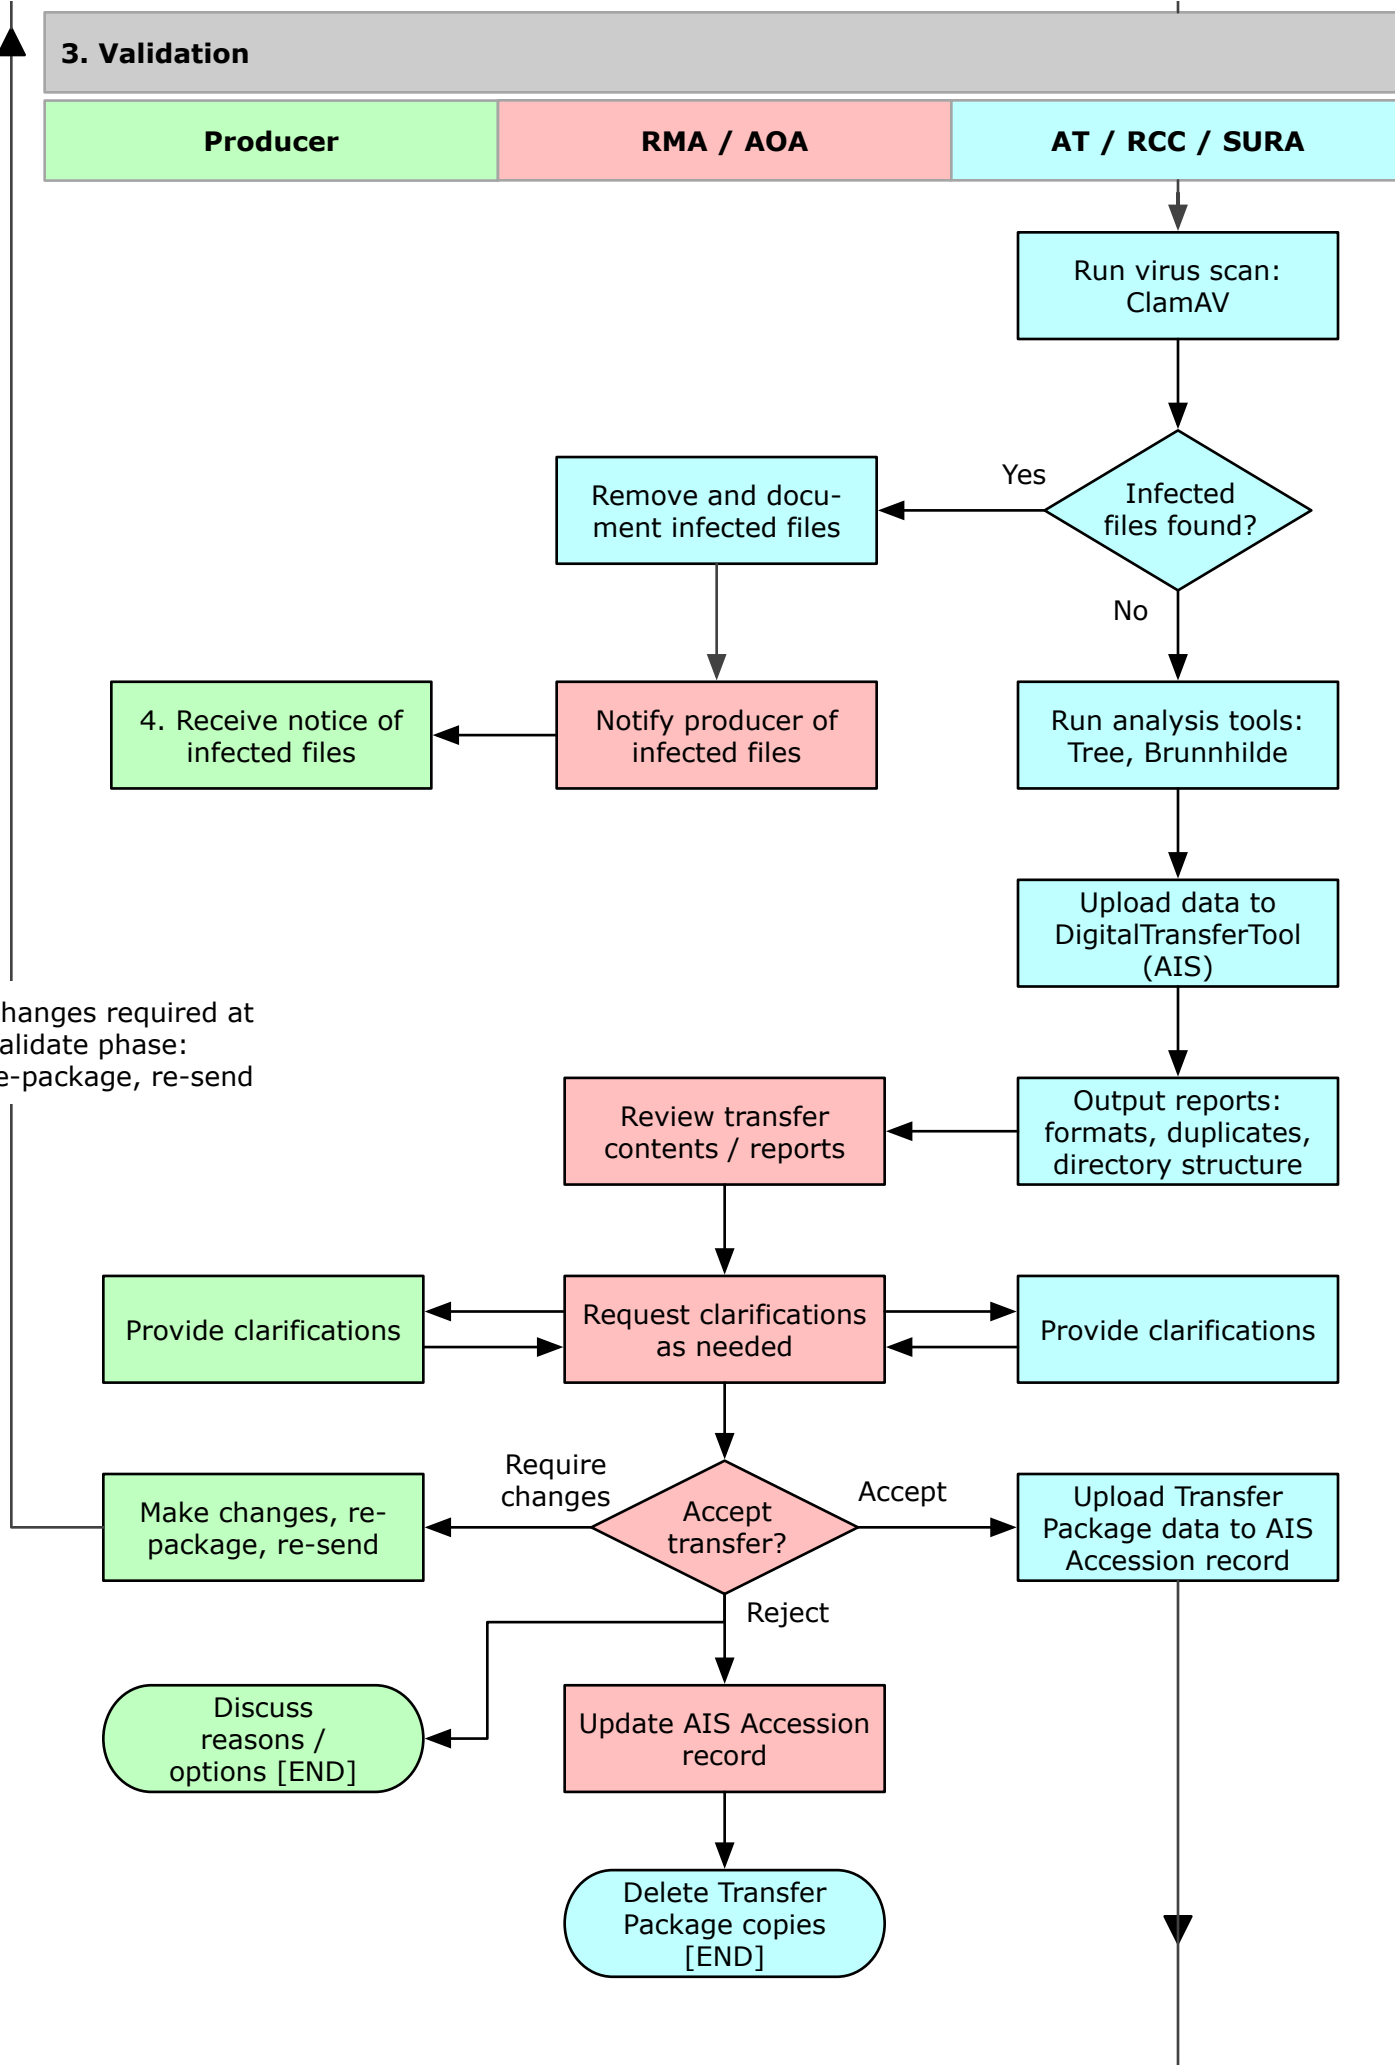 3. Validation
Producer
RMA / AOA
AT / RCC / SURA
Run virus scan:
ClamAV
Yes
Infected
files found?
Remove and docu-
ment infected files
No
4. Receive notice of
infected files
Notify producer of
infected files
Run analysis tools:
Tree, Brunnhilde
Upload data to
DigitalTransferTool
(AIS)
hanges required at
alidate phase:
e-package, re-send
Review transfer
contents / reports
Output reports:
formats, duplicates,
directory structure
Provide clarifications
Request clarifications
as needed
Provide clarifications
Require
changes
Accept
Make changes, re-
package, re-send
Accept
transfer?
Upload Transfer
Package data to AIS
Accession record
Reject
Discuss
reasons /
options [END]
Update AIS Accession
record
Delete Transfer
Package copies
[END]